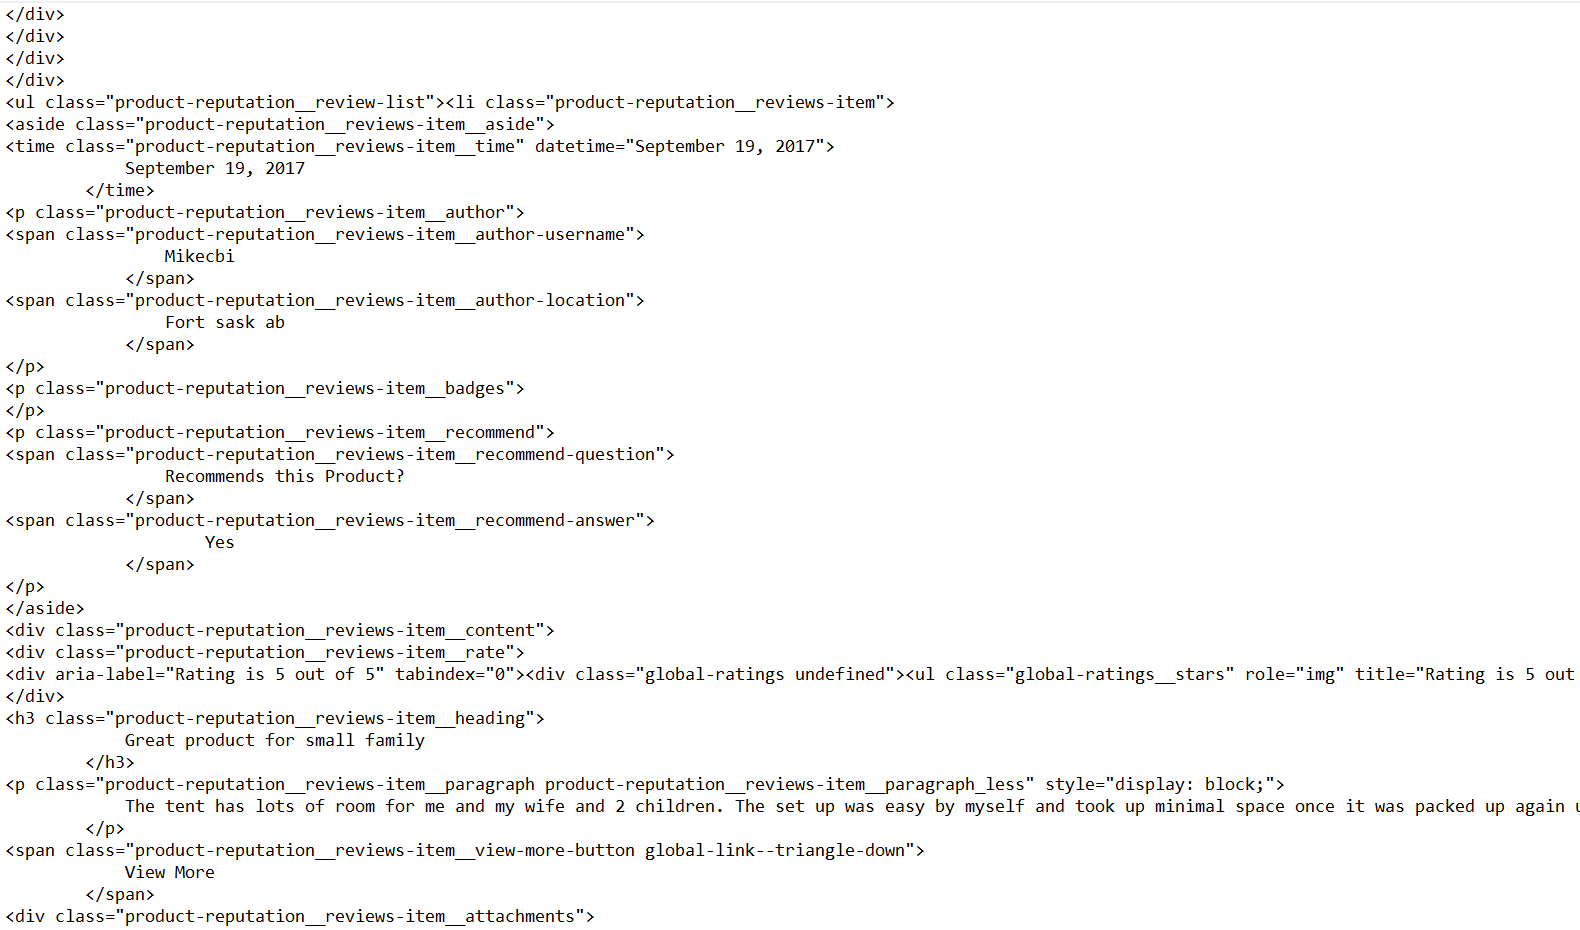 </div>
</div>
</div>
</div>
<ul class="product-reputation__review-list"><li class="product-reputation__reviews-item">
<aside class="product-reputation__reviews-item__aside">
<time class="product-reputation__reviews-item__time" datetime="September 19, 2017">
            September 19, 2017
        </time>
<p class="product-reputation__reviews-item__author">
<span class="product-reputation__reviews-item__author-username">
                Mikecbi
            </span>
<span class="product-reputation__reviews-item__author-location">
                Fort sask ab
            </span>
</p>
<p class="product-reputation__reviews-item__badges">
</p>
<p class="product-reputation__reviews-item__recommend">
<span class="product-reputation__reviews-item__recommend-question">
                Recommends this Product?
            </span>
<span class="product-reputation__reviews-item__recommend-answer">
                    Yes
            </span>
</p>
</aside>
<div class="product-reputation__reviews-item__content">
<div class="product-reputation__reviews-item__rate">
<div aria-label="Rating is 5 out of 5" tabindex="0"><div class="global-ratings undefined"><ul class="global-ratings__stars" role="img" title="Rating is 5 out
</div>
<h3 class="product-reputation__reviews-item__heading">
            Great product for small family
        </h3>
<p class="product-reputation__reviews-item__paragraph product-reputation__reviews-item__paragraph_less" style="display: block;">
            The tent has lots of room for me and my wife and 2 children. The set up was easy by myself and took up minimal space once it was packed up again
        </p>
<span class="product-reputation__reviews-item__view-more-button global-link--triangle-down">
            View More
        </span>
<div class="product-reputation__reviews-item__attachments">